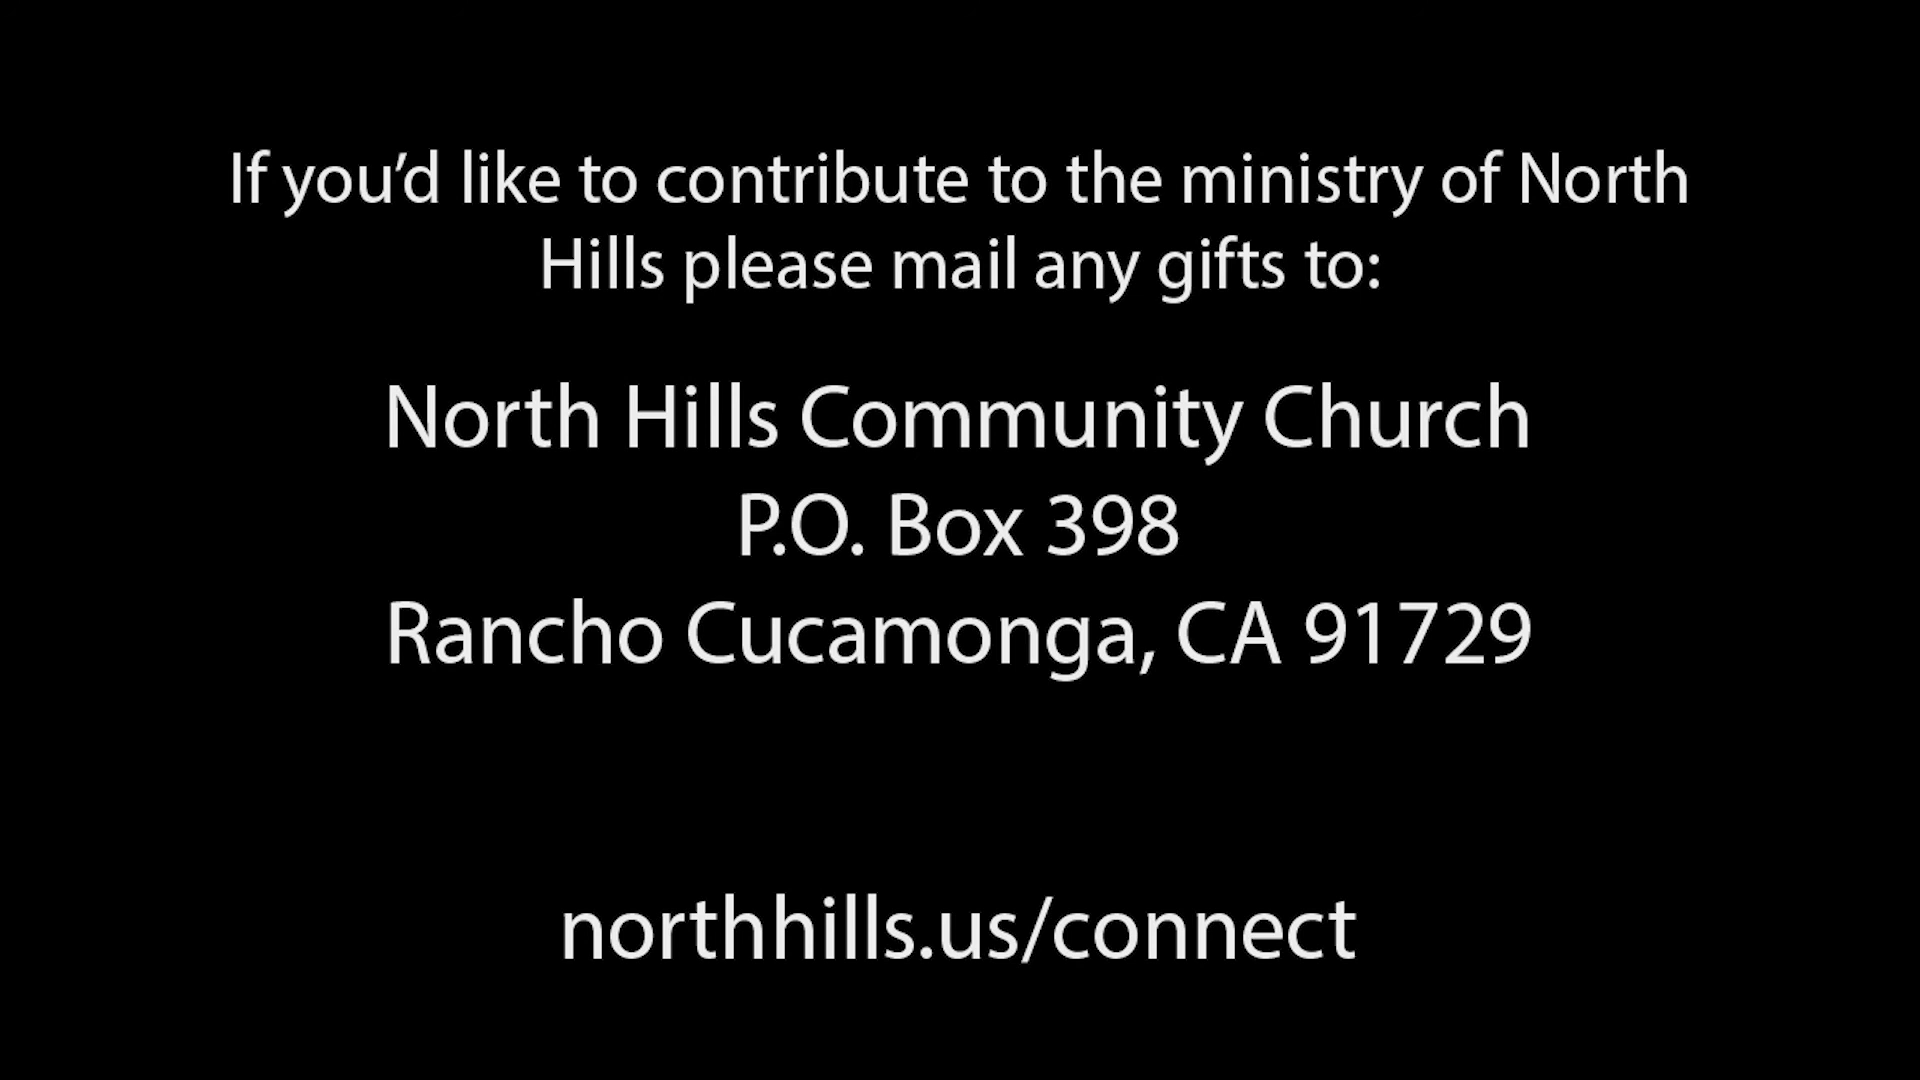 If you’d like to contribute to the ministry of North
Hills please mail any gifts to:
North Hills Community Church
P.O. Box 398
Rancho Cucamonga, CA 91729
northhills.us/connect